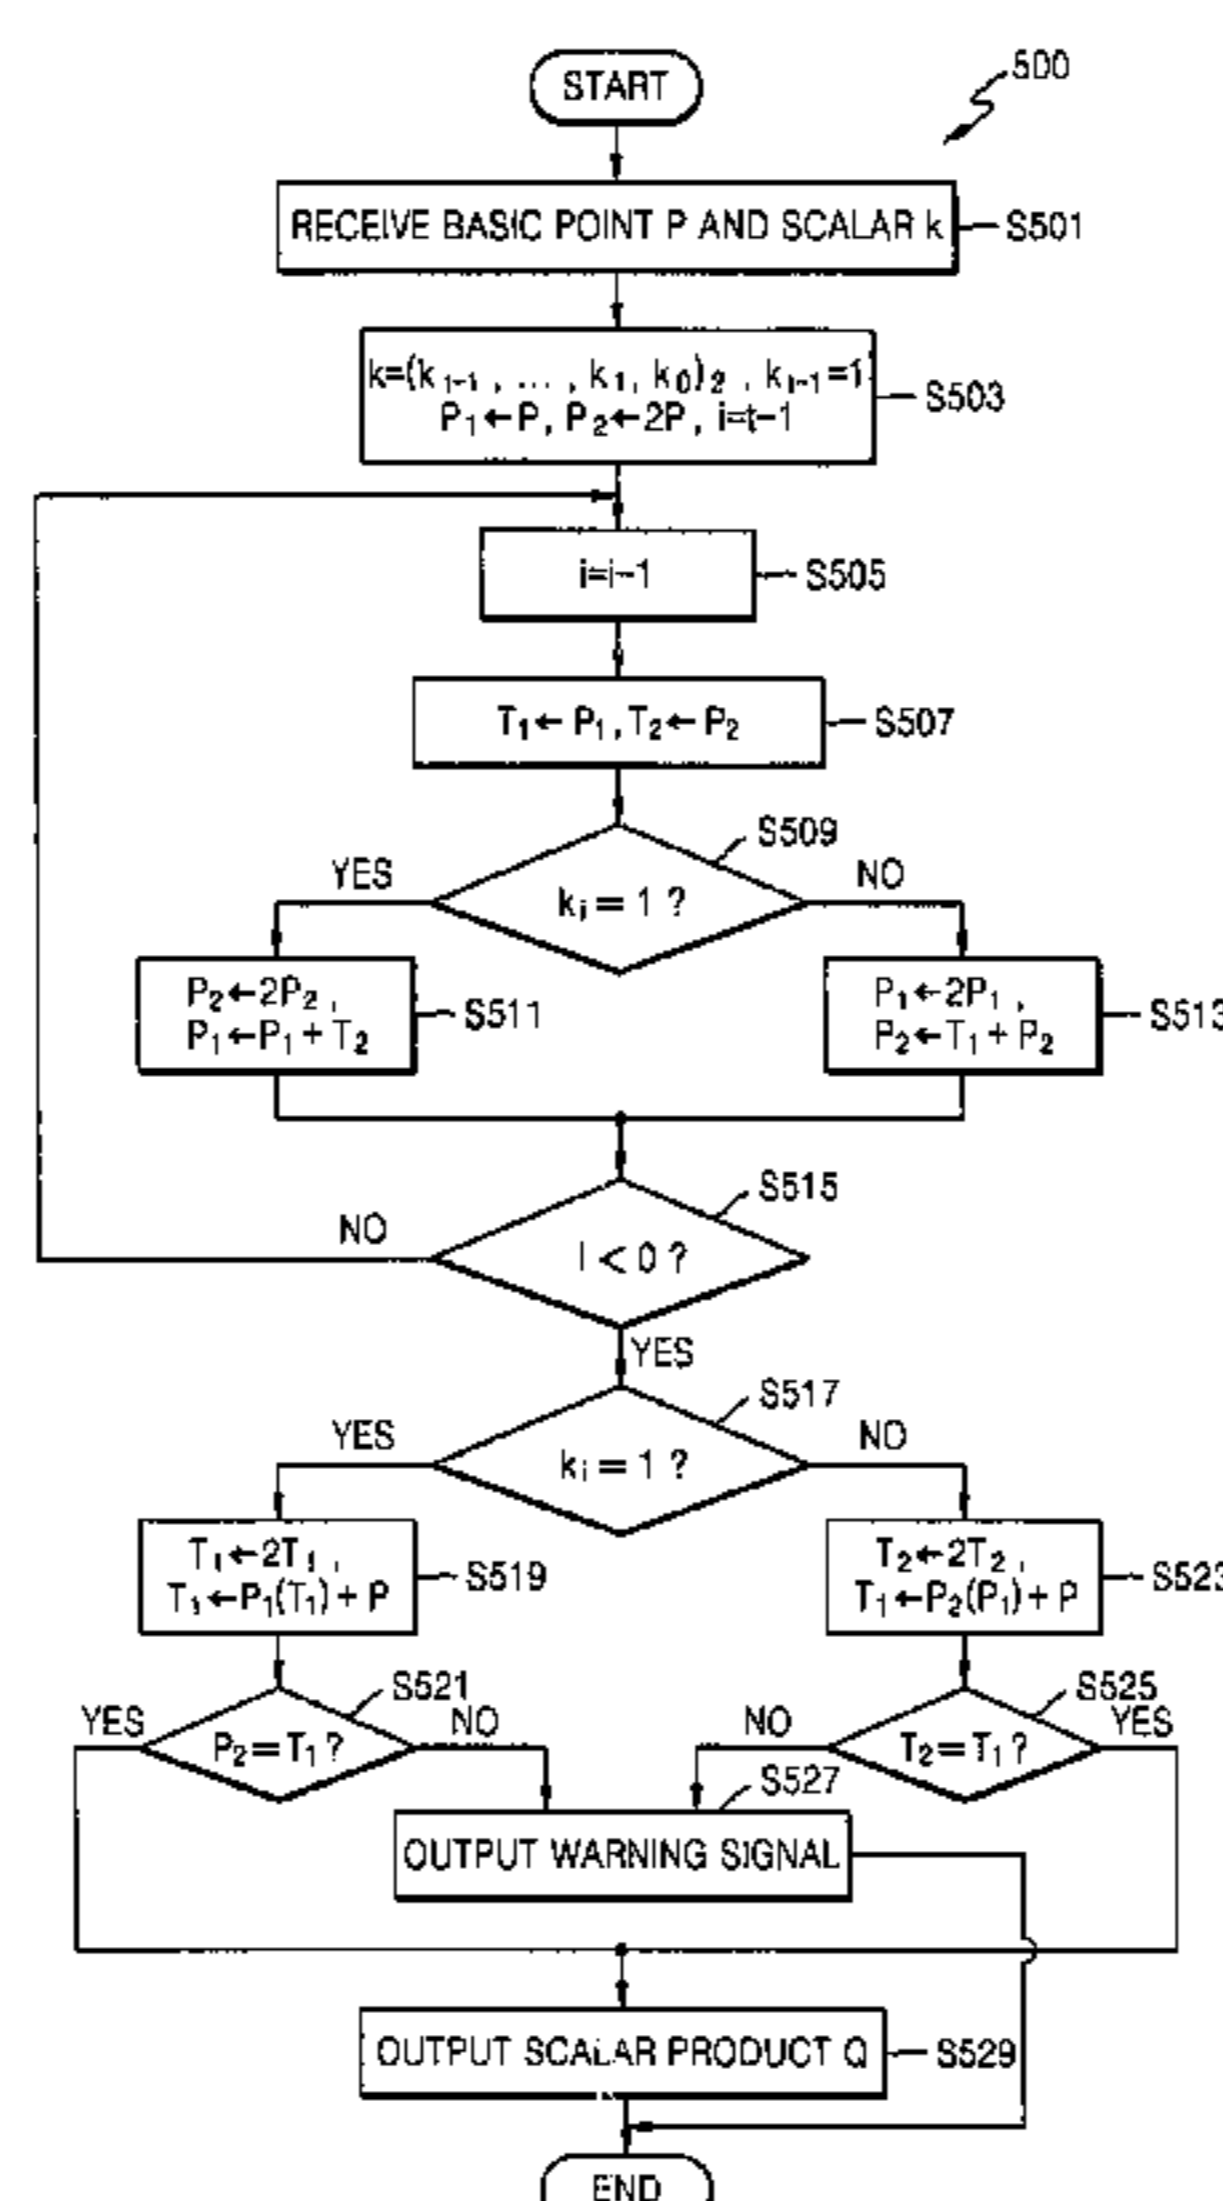 START
500
RECEIVE BASIC POINT P AND SCALAR k
S501
k=(k t-1 , ... , k 1, k 0) 2 , k t-1 =1
P1←P, P2←2P, i=t-1
S503
i=i-1
S505
T1←P1, T2←P2
S507
S509
YES
NO
ki = 1 ?
P2←2P2,
P1←P1+T2
S511
P1←2P1,
P2←T1+P2
S513
S515
NO
I < 0 ?
YES
S517
YES
NO
ki = 1 ?
T1←2T1,
T1←P1(T1)+P
S519
T2←2T2,
T1←P2(P1)+P
S523
S521
YES
NO
P2=T1?
S525
NO
YES
T2=T1?
S527
OUTPUT WARNING SIGNAL
OUTPUT SCALAR PRODUCT Q
S529
END